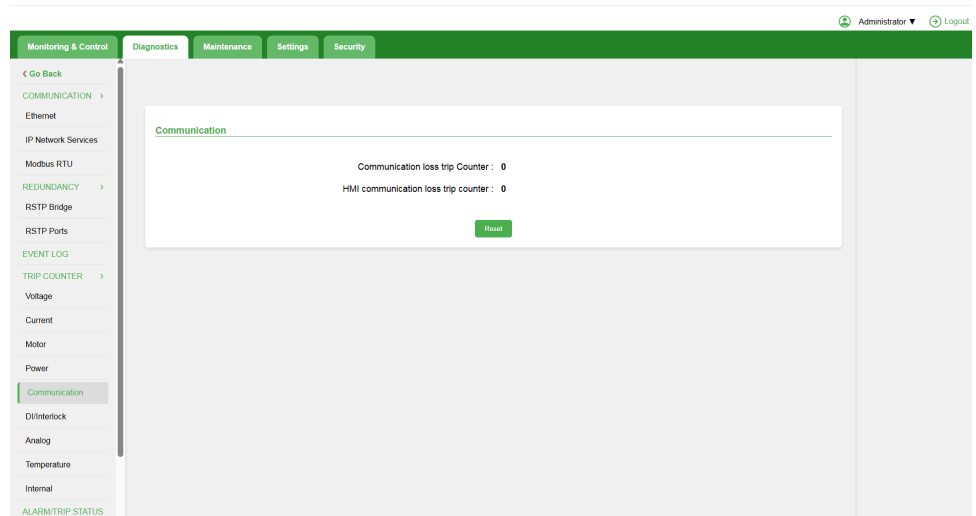 Administrator ▼ Logout
Monitoring & Control Diagnostics Maintenance Settings Security
< Go Back
COMMUNICATION >
Ethernet
IP Network Services
Modbus RTU
REDUNDANCY >
RSTP Bridge
RSTP Ports
EVENT LOG
TRIP COUNTER >
Voltage
Current
Motor
Power
Communication
DI/Interlock
Analog
Temperature
Internal
ALARM/TRIP STATUS
Communication
Communication loss trip Counter : 0
HMI communication loss trip counter : 0
Reset